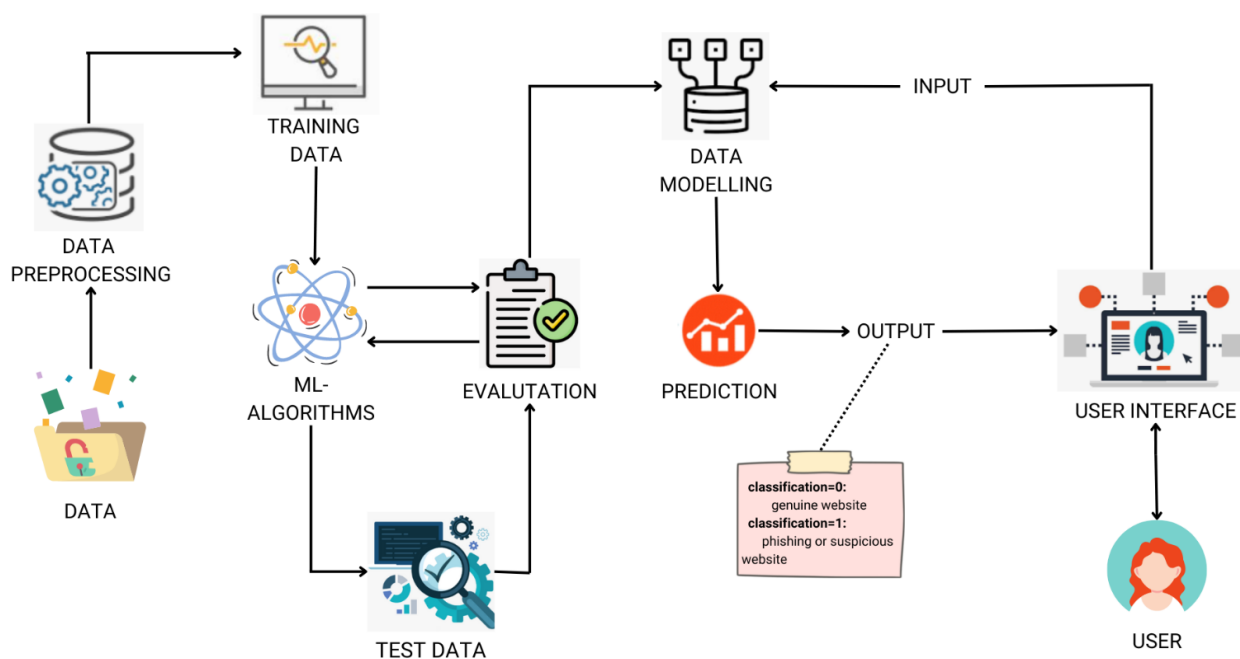 TRAINING
DATA
INPUT
DATA
MODELLING
DATA
PREPROCESSING
ML-
ALGORITHMS
EVALUTATION
PREDICTION
OUTPUT
USER INTERFACE
classification=0:
genuine website
classification=1:
phishing or suspicious
website
DATA
TEST DATA
USER